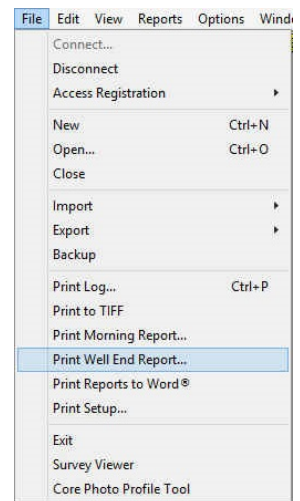 File Edit View Reports Options Wind
Connect...
Disconnect
Access Registration
New Ctrl+N
Open... Ctrl+O
Close
Import
Export
Backup
Print Log... Ctrl+P
Print to TIFF
Print Morning Report...
Print Well End Report...
Print Reports to Word®
Print Setup...
Exit
Survey Viewer
Core Photo Profile Tool